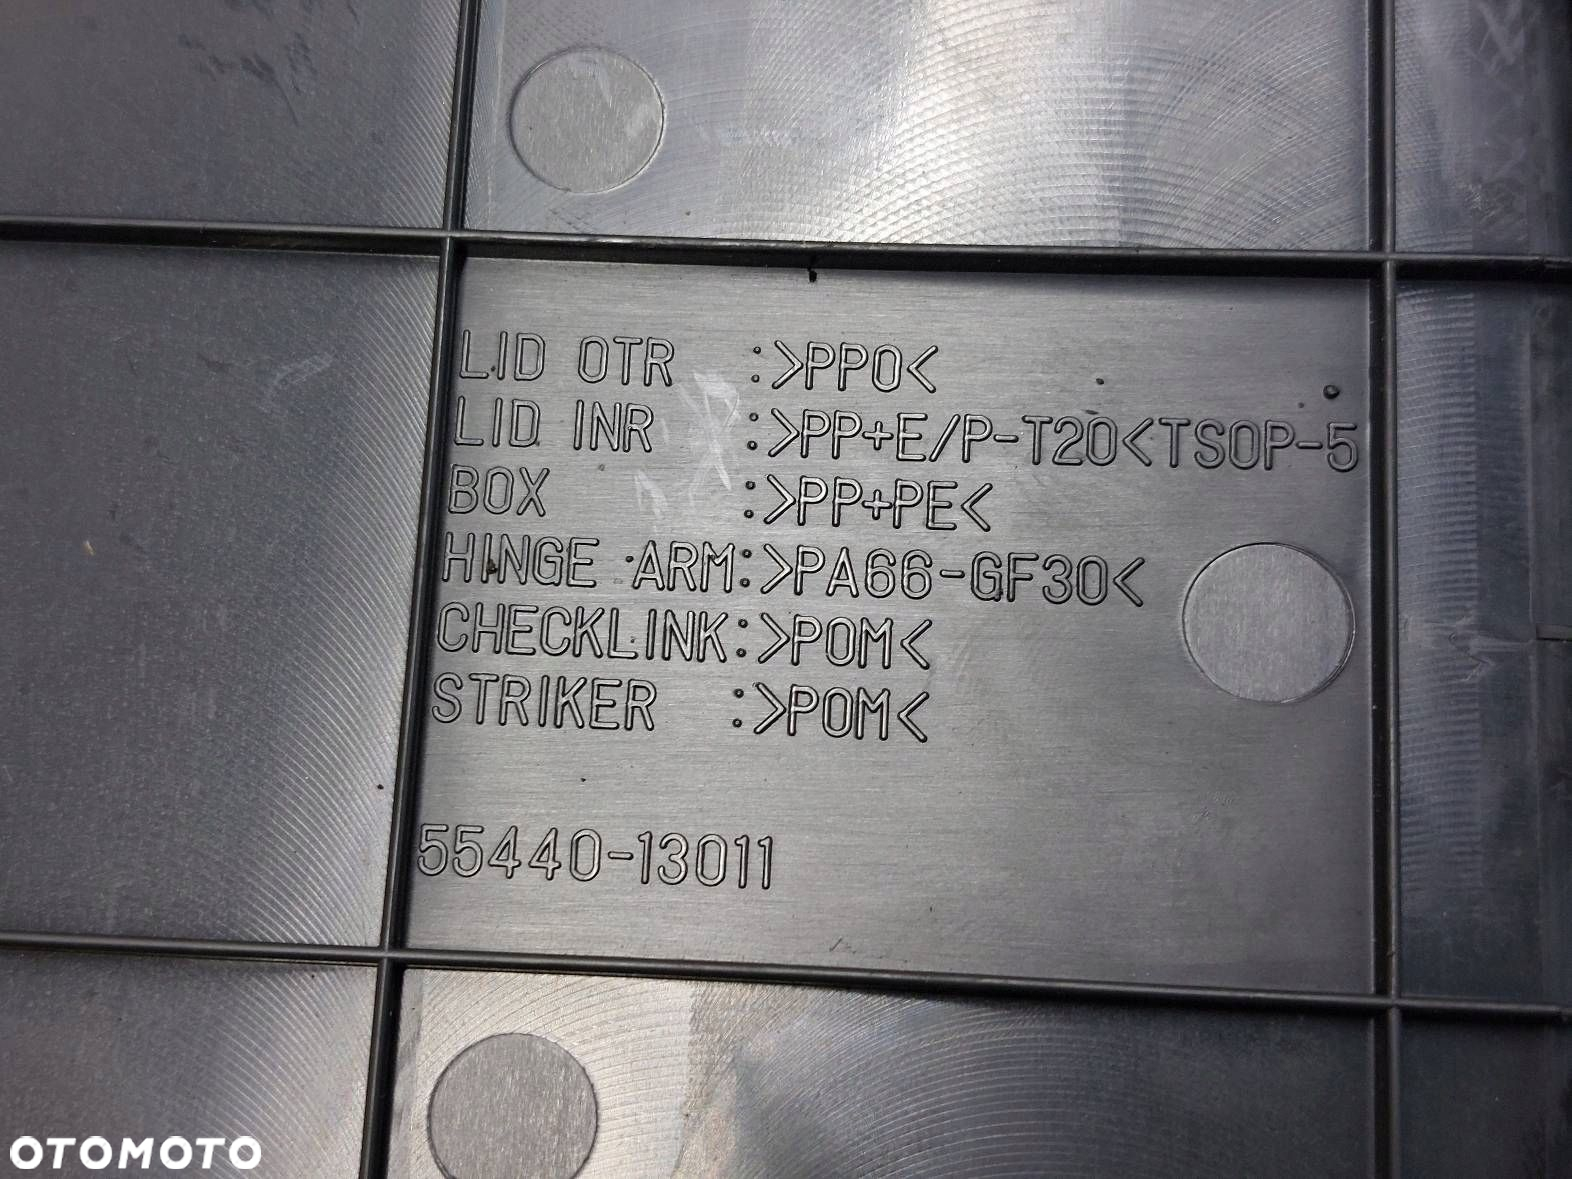 LID OTR :>PPO<
LID INR :>PP+E/P-T20<TSOP-5
BOX :>PP+PE<
HINGE ARM:>PA66-GF30<
CHECKLINK:>POM<
STRIKER :>POM<
55440-13011
OTOMOTO